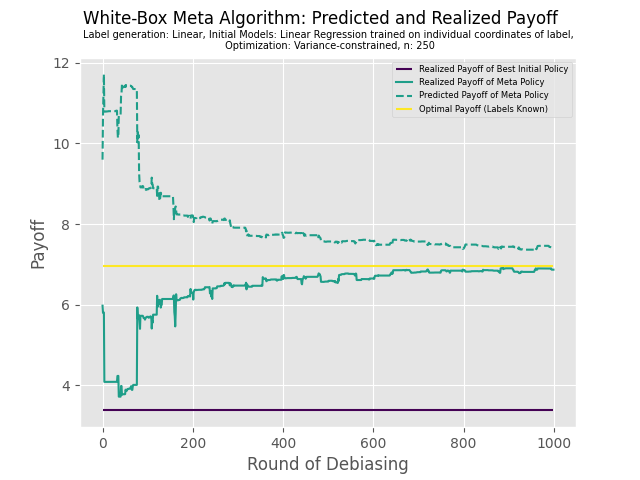 White-Box Meta Algorithm: Predicted and Realized Payoff
Label generation: Linear, Initial Models: Linear Regression trained on individual coordinates of label,
Optimization: Variance-constrained, n: 250
Realized Payoff of Best Initial Policy
Realized Payoff of Meta Policy
Predicted Payoff of Meta Policy
Optimal Payoff (Labels Known)
12
10
8
6
4
Payoff
0 200 400 600 800 1000
Round of Debiasing